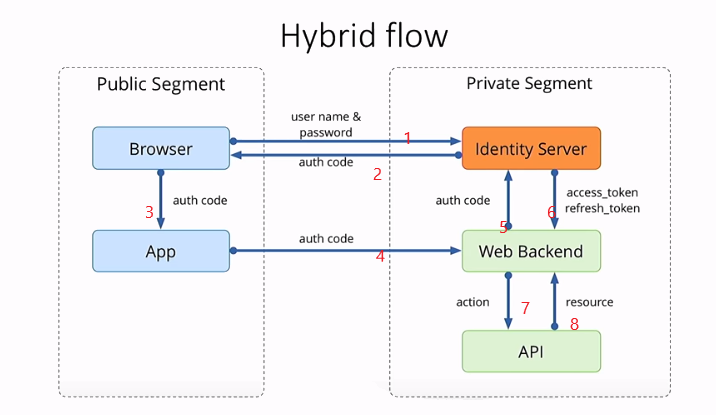 Hybrid flow
Public Segment
Private Segment
user name &
password
1
Browser
Identity Server
auth code
2
3
auth code
auth code
5
6
access_token
refresh_token
App
auth code
4
Web Backend
action
7
resource
8
API